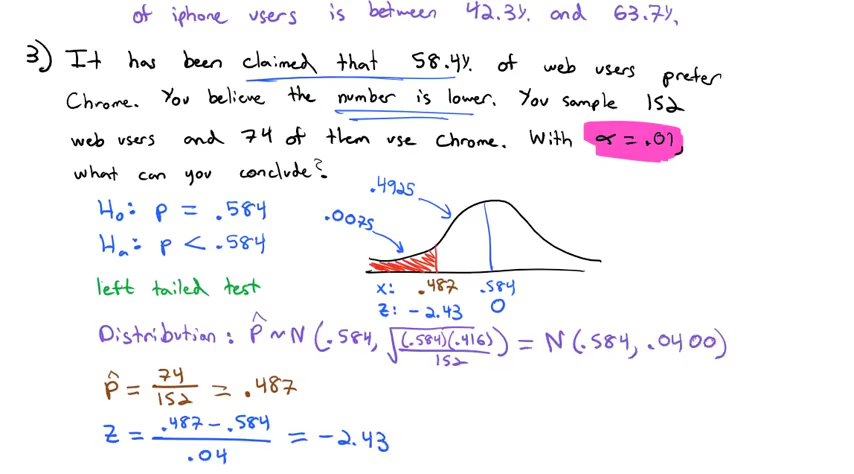 of iphone users is between 42.3% and 63.7%.
3) It has been claimed that 58.4% of web users prefer
Chrome. You believe the number is lower. You sample 152
web users and 74 of them use Chrome. With α = .01,
what can you conclude?
H₀: p = .584
Hₐ: p < .584
left tailed test
.4925
.0075
x: .487 .584
z: -2.43 0
Distribution: p̂ ~ N(.584, √((.584)(.416)/152)) = N(.584, .0400)
p̂ = 74/152 = .487
z = (.487 - .584)/.04 = -2.43